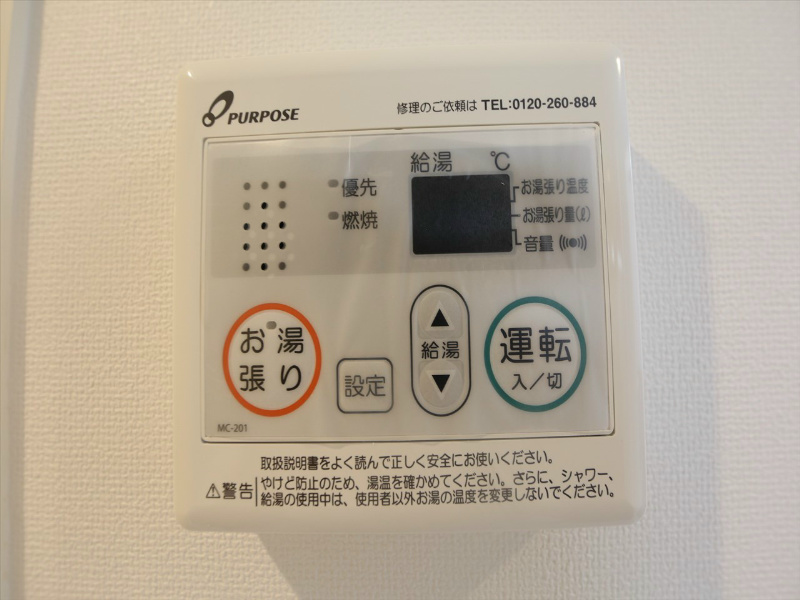 PURPOSE
修理のご依頼は TEL:0120-260-884
給湯 ℃
優先
燃焼
お湯張り温度
お湯張り量(ℓ)
音量
お湯
張り
設定
▲
給湯
▼
運転
入/切
MC-201
取扱説明書をよく読んで正しく安全にお使いください。
⚠警告
やけど防止のため、湯温を確かめてください。さらに、シャワー、
給湯の使用中は、使用者以外お湯の温度を変更しないでください。